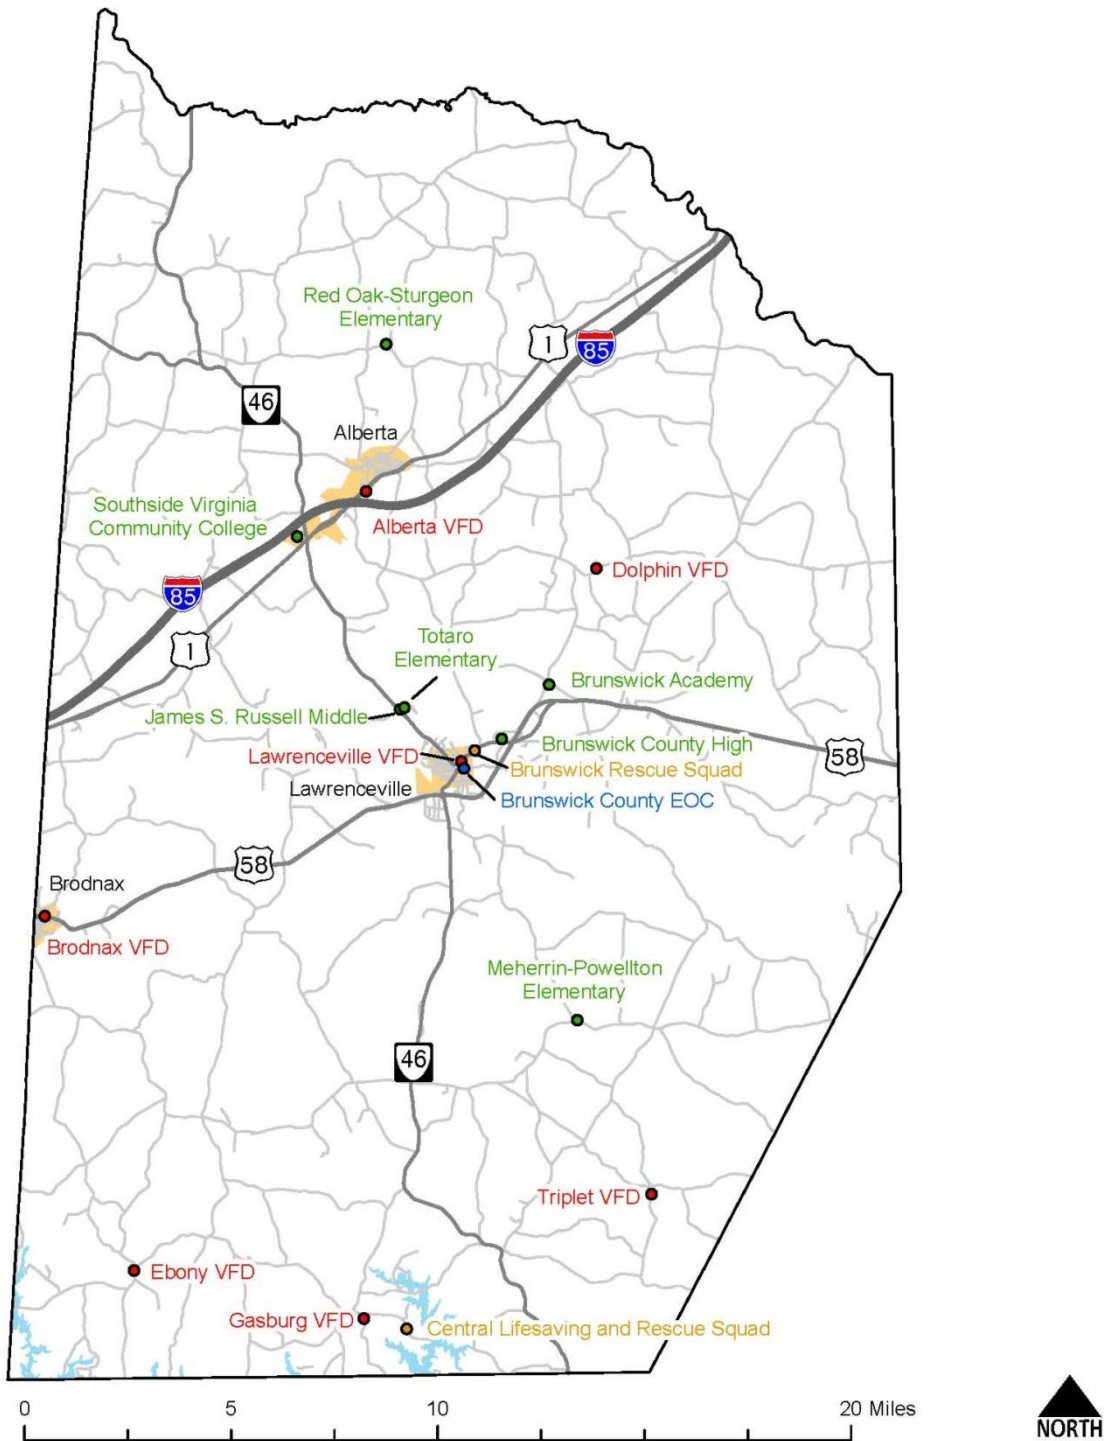 Red Oak-Sturgeon
Elementary
1
85
46
Alberta
Southside Virginia
Community College
Alberta VFD
Dolphin VFD
85
1
Totaro
Elementary
Brunswick Academy
James S. Russell Middle
Brunswick County High
Lawrenceville VFD
Brunswick Rescue Squad
58
Lawrenceville
Brunswick County EOC
58
Brodnax
Brodnax VFD
Meherrin-Powellton
Elementary
46
Triplet VFD
Ebony VFD
Gasburg VFD
Central Lifesaving and Rescue Squad
0 5 10 20 Miles
NORTH